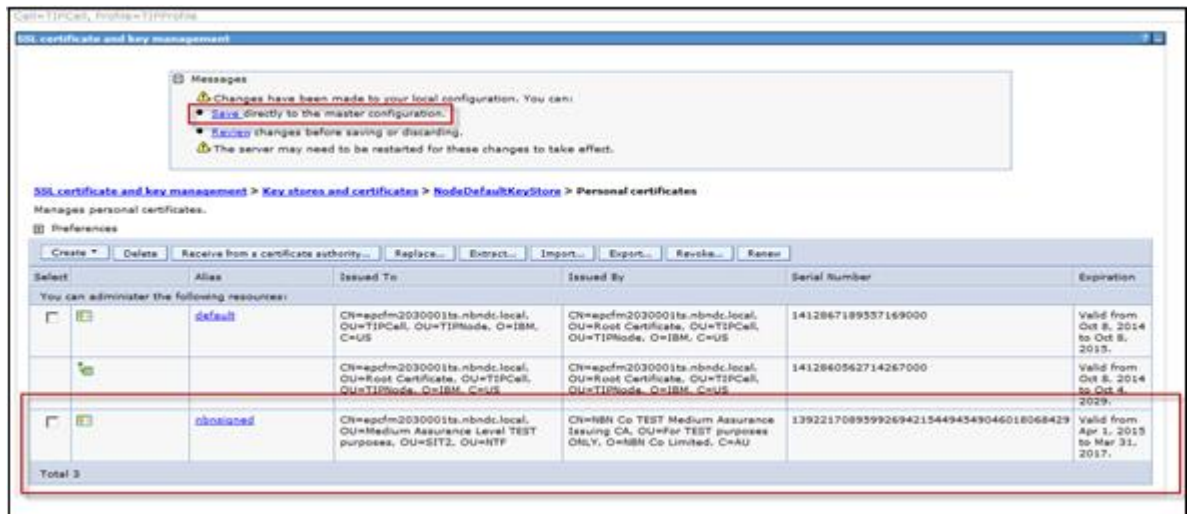 Cell=TIPCell, Profile=TIPProfile
SSL certificate and key management
Messages
Changes have been made to your local configuration. You can:
Save directly to the master configuration.
Review changes before saving or discarding.
The server may need to be restarted for these changes to take effect.
SSL certificate and key management > Key stores and certificates > NodeDefaultKeyStore > Personal certificates
Manages personal certificates.
Preferences
Create Delete Receive from a certificate authority... Replace... Extract... Import... Export... Revoke... Renew
Select Alias Issued To Issued By Serial Number Expiration
You can administer the following resources:
default
CN=epcfm2030001ts.nbndc.local,
OU=TIPCell, OU=TIPNode, O=IBM,
C=US
CN=epcfm2030001ts.nbndc.local,
OU=Root Certificate, OU=TIPCell,
OU=TIPNode, O=IBM, C=US
1412867189557169000
Valid from
Oct 8, 2014
to Oct 8,
2015.
CN=epcfm2030001ts.nbndc.local,
OU=Root Certificate, OU=TIPCell,
OU=TIPNode, O=IBM, C=US
CN=epcfm2030001ts.nbndc.local,
OU=Root Certificate, OU=TIPCell,
OU=TIPNode, O=IBM, C=US
1412860562714267000
Valid from
Oct 8, 2014
to Oct 4,
2029.
nbnsigned
CN=epcfm2030001ts.nbndc.local,
OU=Medium Assurance Level TEST
purposes, OU=SIT2, OU=NTF
CN=NBN Co TEST Medium Assurance
Issuing CA, OU=For TEST purposes
ONLY, O=NBN Co Limited, C=AU
139221708959926942154494549046018068429
Valid from
Apr 1, 2015
to Mar 31,
2017.
Total 3